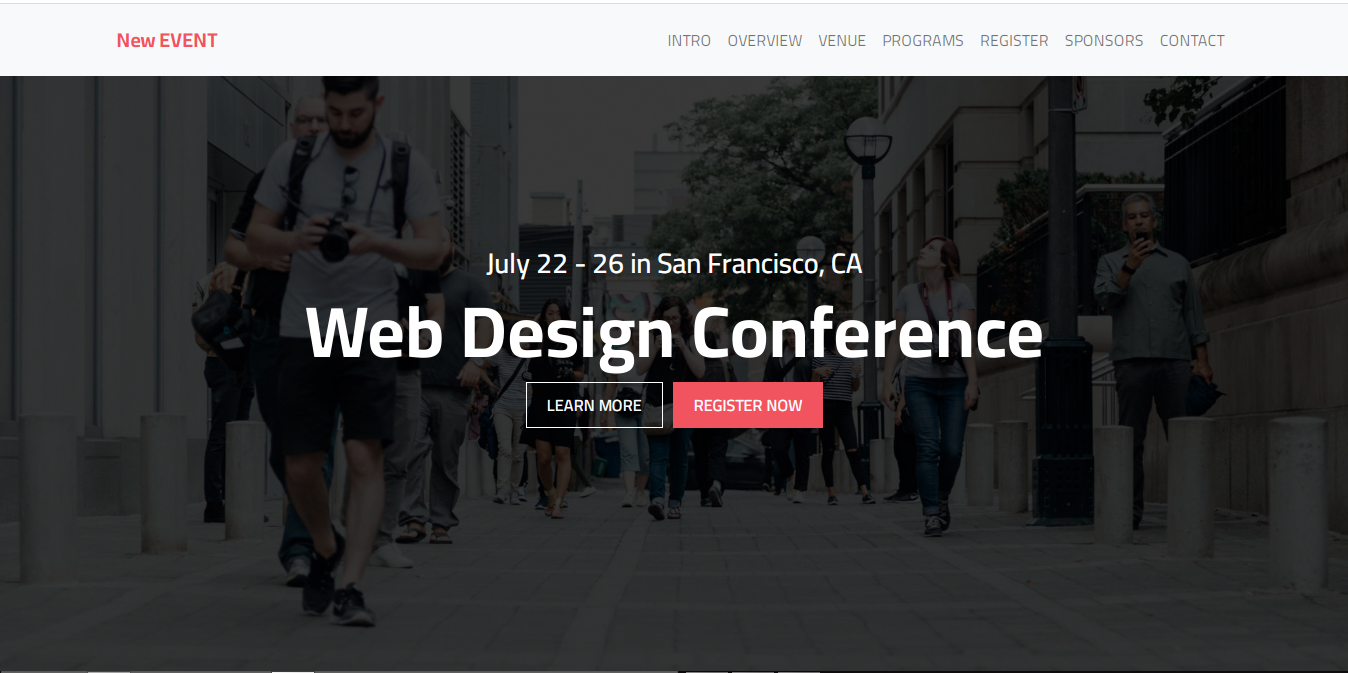 New EVENT
INTRO OVERVIEW VENUE PROGRAMS REGISTER SPONSORS CONTACT
July 22 - 26 in San Francisco, CA
Web Design Conference
LEARN MORE REGISTER NOW